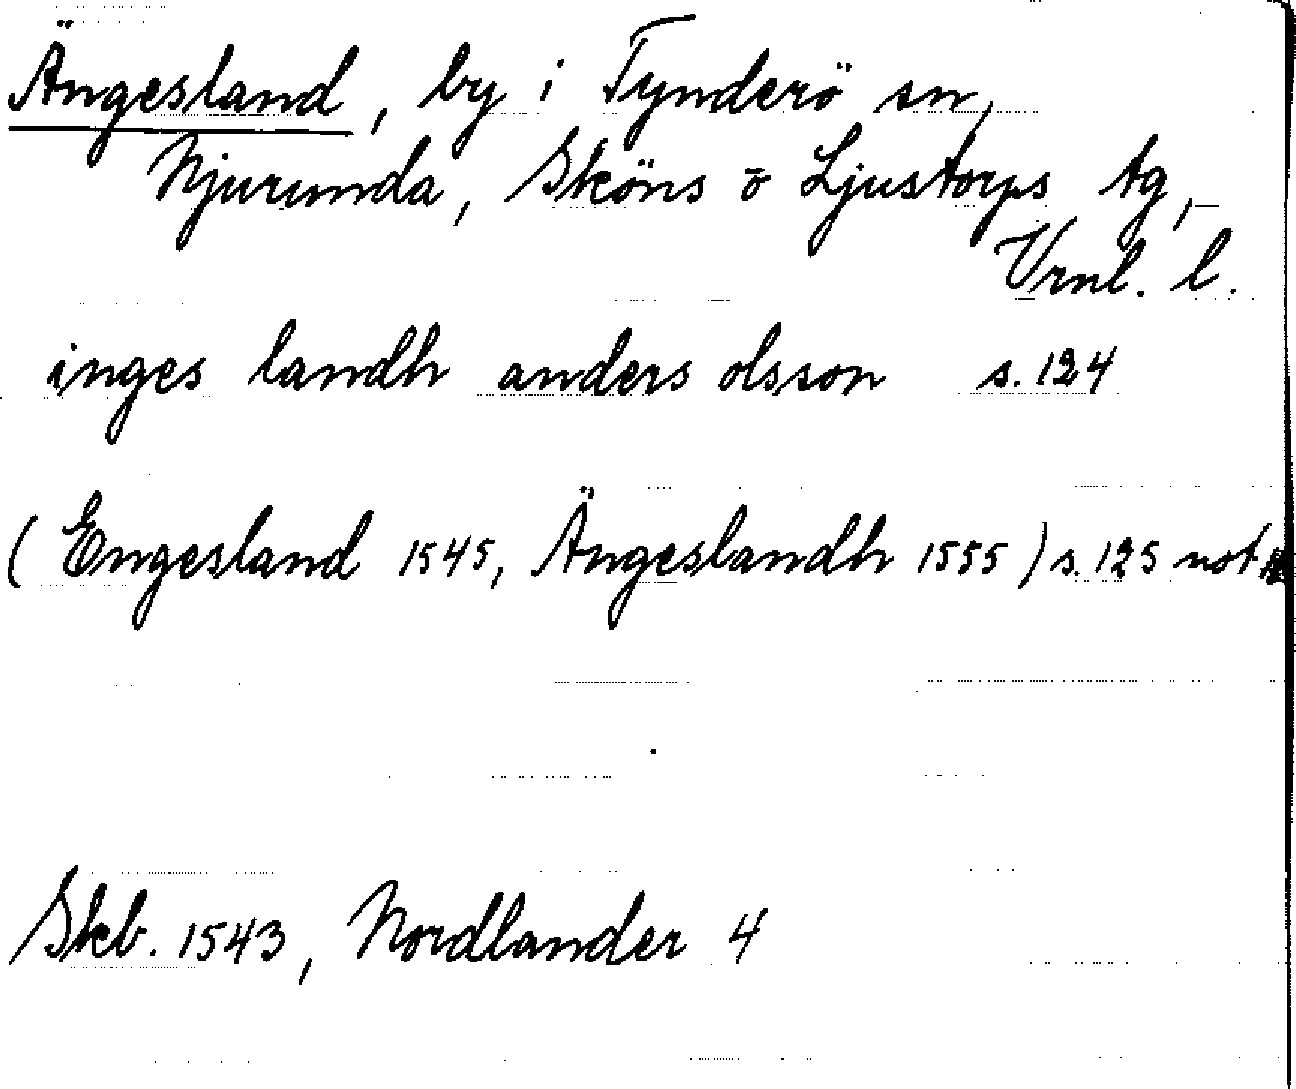 Ängesland, by i Tynderö sn,
Njurunda, Sköns o Ljustorps tg,
Vrnl. l.
inges landh anders olsson s. 124
(Engesland 1545, Ängeslandh 1555) s. 125 not
Skb. 1543, Nordlander 4